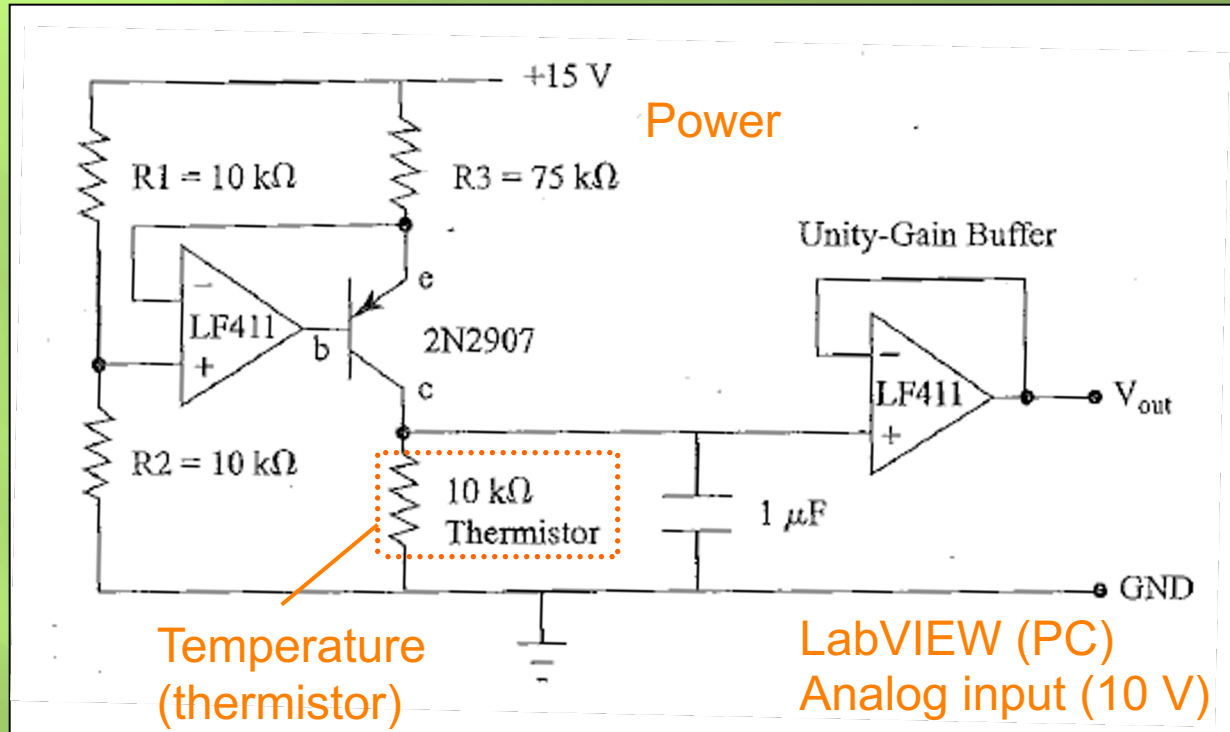 +15 V
Power
R1 = 10 kΩ
R3 = 75 kΩ
Unity-Gain Buffer
e
−
LF411
b
2N2907
+
c
−
LF411
Vout
+
R2 = 10 kΩ
10 kΩ
Thermistor
1 μF
GND
Temperature
(thermistor)
LabVIEW (PC)
Analog input (10 V)